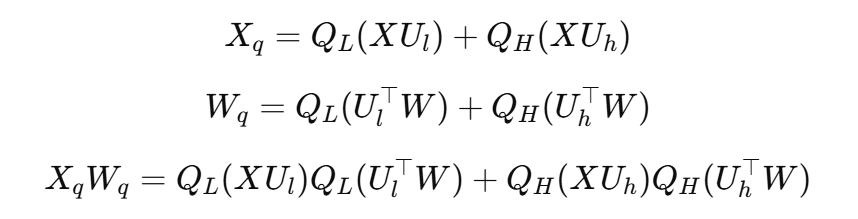 X_q = Q_L(XU_l) + Q_H(XU_h)
W_q = Q_L(U_l^⊤W) + Q_H(U_h^⊤W)
X_qW_q = Q_L(XU_l)Q_L(U_l^⊤W) + Q_H(XU_h)Q_H(U_h^⊤W)